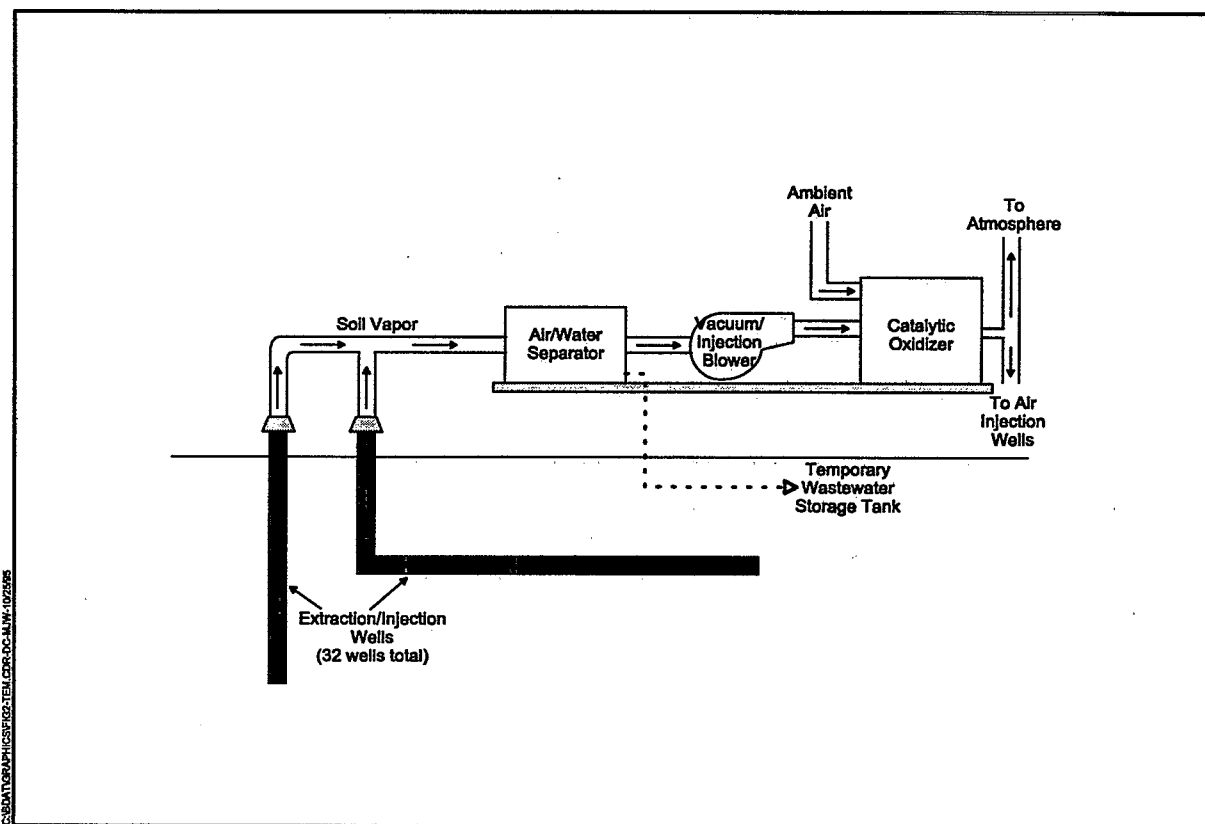 Ambient
Air
To
Atmosphere
Soil Vapor
Air/Water
Separator
Vacuum/
Injection
Blower
Catalytic
Oxidizer
To Air
Injection
Wells
Temporary
Wastewater
Storage Tank
Extraction/Injection
Wells
(32 wells total)